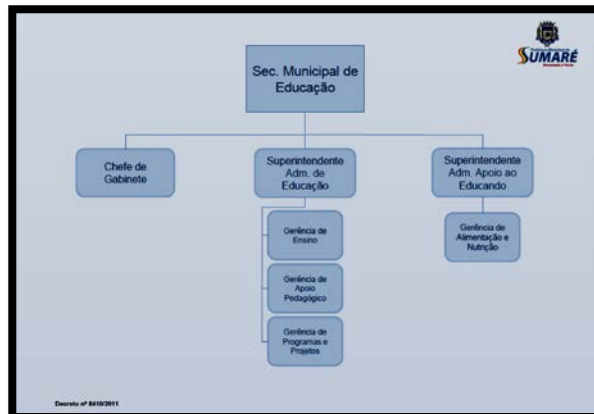 SUMARÉ
Sec. Municipal de
Educação
Chefe de
Gabinete
Superintendente
Adm. de
Educação
Superintendente
Adm. Apoio ao
Educando
Gerência de
Ensino
Gerência de
Apoio
Pedagógico
Gerência de
Programas e
Projetos
Gerência de
Alimentação e
Nutrição
Decreto nº 8410/2011